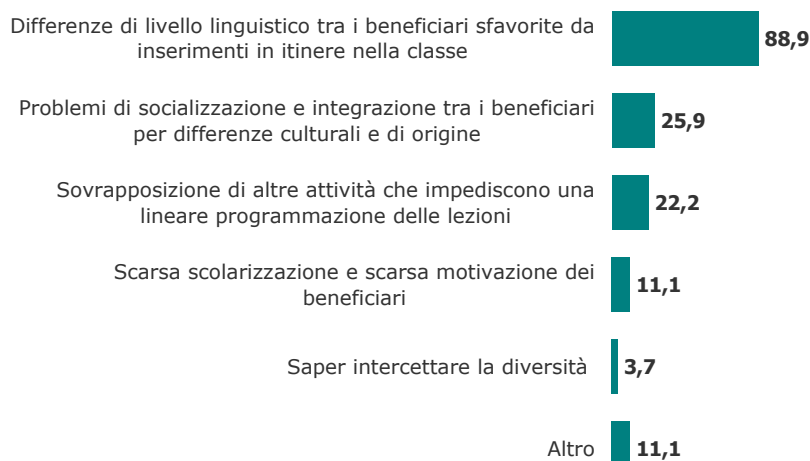 Differenze di livello linguistico tra i beneficiari sfavorite da
inserimenti in itinere nella classe
88,9
Problemi di socializzazione e integrazione tra i beneficiari
per differenze culturali e di origine
25,9
Sovrapposizione di altre attività che impediscono una
lineare programmazione delle lezioni
22,2
Scarsa scolarizzazione e scarsa motivazione dei
beneficiari
11,1
Saper intercettare la diversità
3,7
Altro
11,1